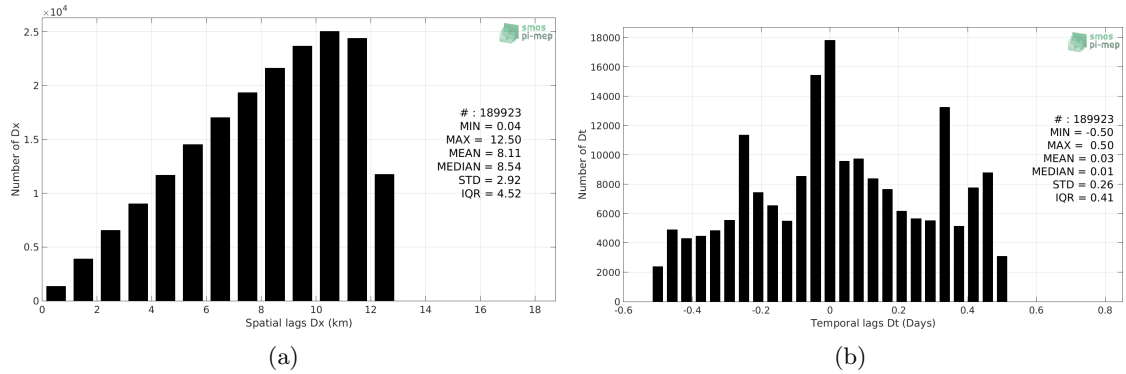 ×10⁴
smos
pi-mep
2.5
2
1.5
1
0.5
0
Number of Dx
# : 189923
MIN = 0.04
MAX = 12.50
MEAN = 8.11
MEDIAN = 8.54
STD = 2.92
IQR = 4.52
0 2 4 6 8 10 12 14 16 18
Spatial lags Dx (km)
(a)
smos
pi-mep
18000
16000
14000
12000
10000
8000
6000
4000
2000
0
Number of Dt
# : 189923
MIN = -0.50
MAX = 0.50
MEAN = 0.03
MEDIAN = 0.01
STD = 0.26
IQR = 0.41
-0.6 -0.4 -0.2 0 0.2 0.4 0.6 0.8
Temporal lags Dt (Days)
(b)